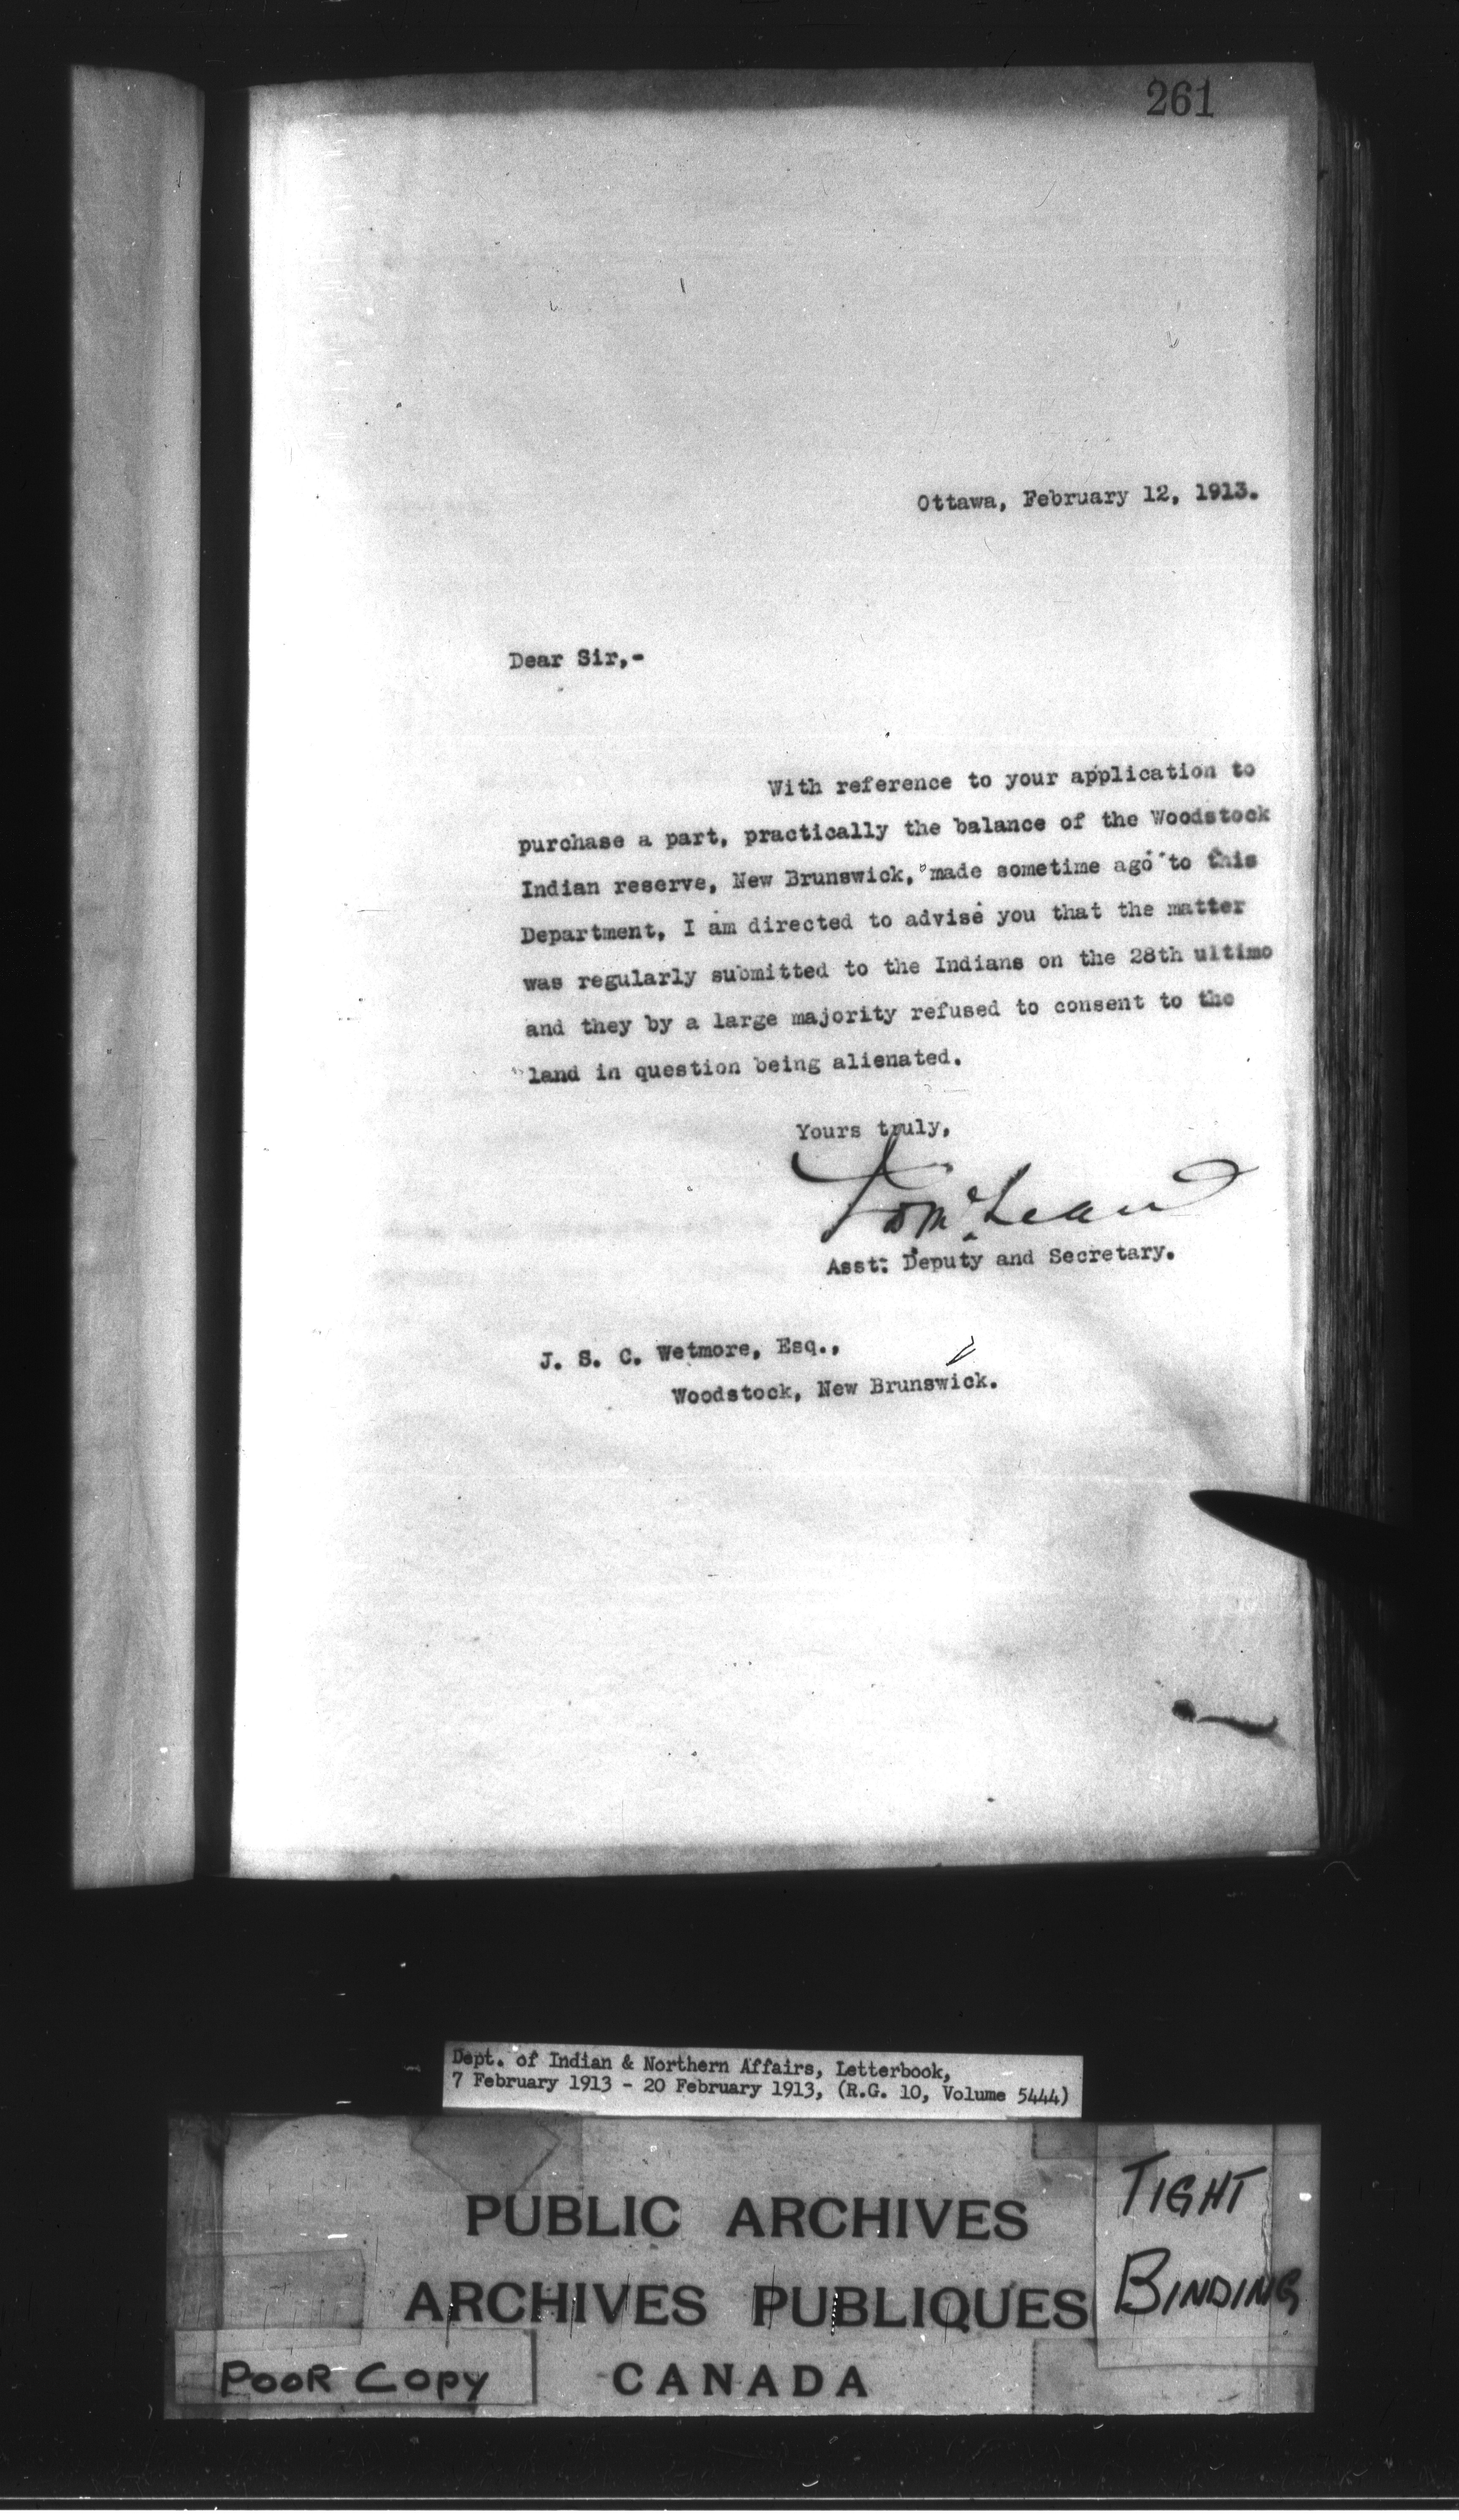 261
Ottawa, February 12, 1913.
Dear Sir,-
With reference to your application to
purchase a part, practically the balance of the Woodstock
Indian reserve, New Brunswick, made sometime ago to this
Department, I am directed to advise you that the matter
was regularly submitted to the Indians on the 28th ultimo
and they by a large majority refused to consent to the
land in question being alienated.
Yours truly,
McLean
Asst: Deputy and Secretary.
J. S. C. Wetmore, Esq.,
Woodstock, New Brunswick.
Dept. of Indian & Northern Affairs, Letterbook,
7 February 1913 - 20 February 1913, (R.G. 10, Volume 5444)
PUBLIC ARCHIVES
ARCHIVES PUBLIQUES
CANADA
TIGHT
BINDING
POOR COPY